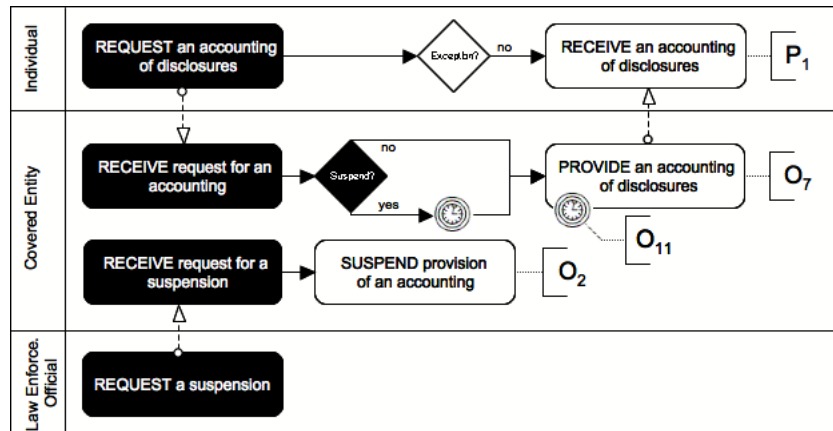 Individual
REQUEST an accounting
of disclosures
Exception?
no
RECEIVE an accounting
of disclosures
P1
Covered Entity
RECEIVE request for an
accounting
Suspend?
no
yes
PROVIDE an accounting
of disclosures
O7
O11
RECEIVE request for a
suspension
SUSPEND provision
of an accounting
O2
Law Enforce.
Official
REQUEST a suspension